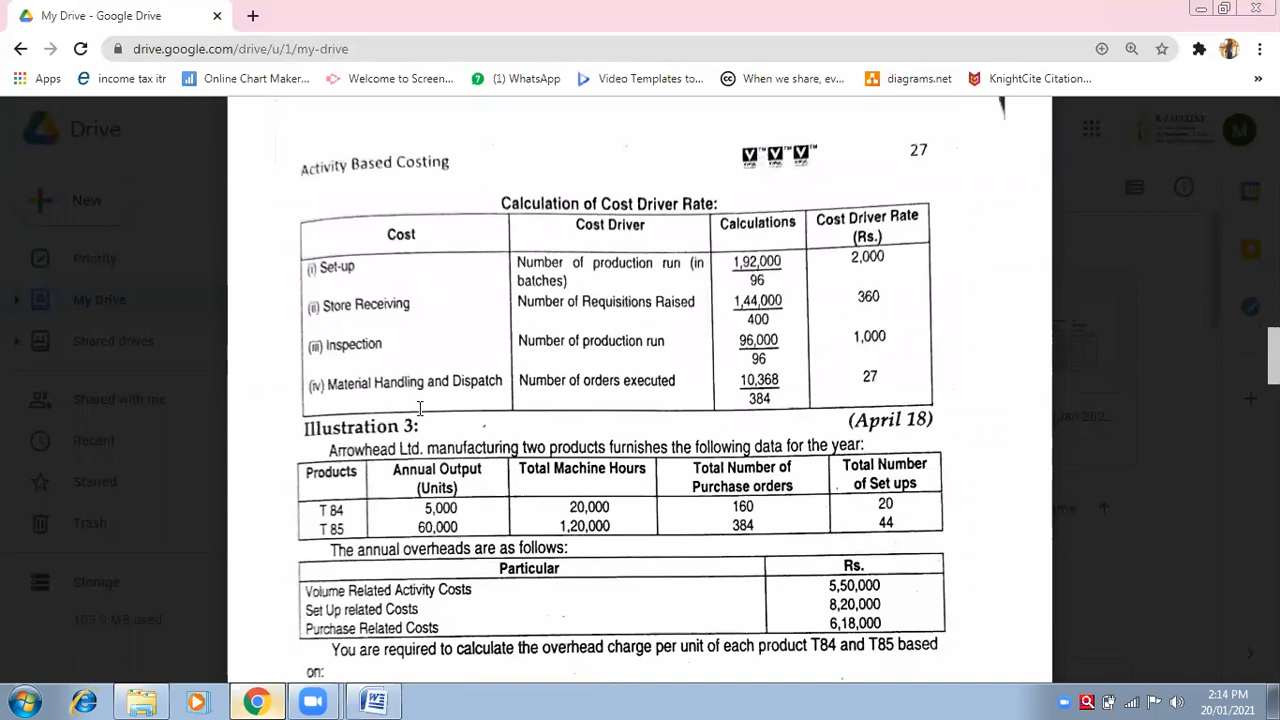 My Drive - Google Drive
drive.google.com/drive/u/1/my-drive
Apps income tax itr Online Chart Maker... Welcome to Screen... (1) WhatsApp Video Templates to... When we share, ev... diagrams.net KnightCite Citation... »
Drive
New
Priority
My Drive
Shared drives
Shared with me
Recent
Starred
Trash
Storage
M
Activity Based Costing 27
Calculation of Cost Driver Rate:
Cost Cost Driver Calculations Cost Driver Rate (Rs.)
(i) Set-up Number of production run (in batches) 1,92,000 96 2,000
(ii) Store Receiving Number of Requisitions Raised 1,44,000 400 360
(iii) Inspection Number of production run 96,000 96 1,000
(iv) Material Handling and Dispatch Number of orders executed 10,368 384 27
Illustration 3: (April 18)
Arrowhead Ltd. manufacturing two products furnishes the following data for the year:
Products Annual Output (Units) Total Machine Hours Total Number of Purchase orders Total Number of Set ups
T 84 5,000 20,000 160 20
T 85 60,000 1,20,000 384 44
The annual overheads are as follows:
Particular Rs.
Volume Related Activity Costs 5,50,000
Set Up related Costs 8,20,000
Purchase Related Costs 6,18,000
You are required to calculate the overhead charge per unit of each product T84 and T85 based
on:
2:14 PM
20/01/2021